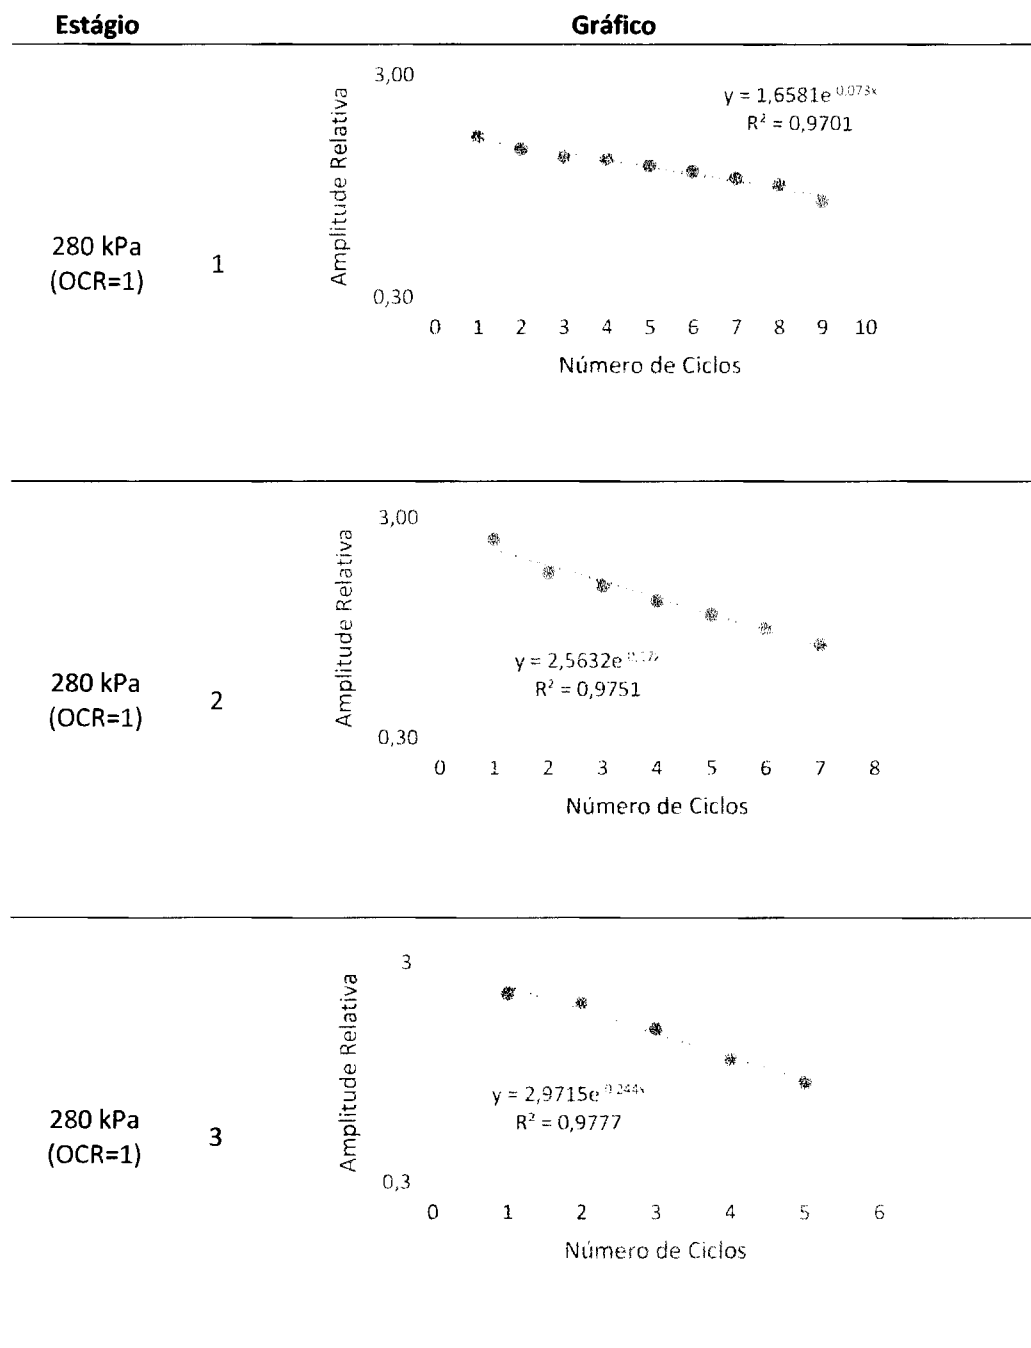 Estágio Gráfico
280 kPa
(OCR=1)
1
Amplitude Relativa
3,00
0,30
y = 1,6581e 0.073x
R² = 0,9701
0 1 2 3 4 5 6 7 8 9 10
Número de Ciclos
280 kPa
(OCR=1)
2
Amplitude Relativa
3,00
0,30
y = 2,5632e
R² = 0,9751
0 1 2 3 4 5 6 7 8
Número de Ciclos
280 kPa
(OCR=1)
3
Amplitude Relativa
3
0,3
y = 2,9715e 0.244x
R² = 0,9777
0 1 2 3 4 5 6
Número de Ciclos